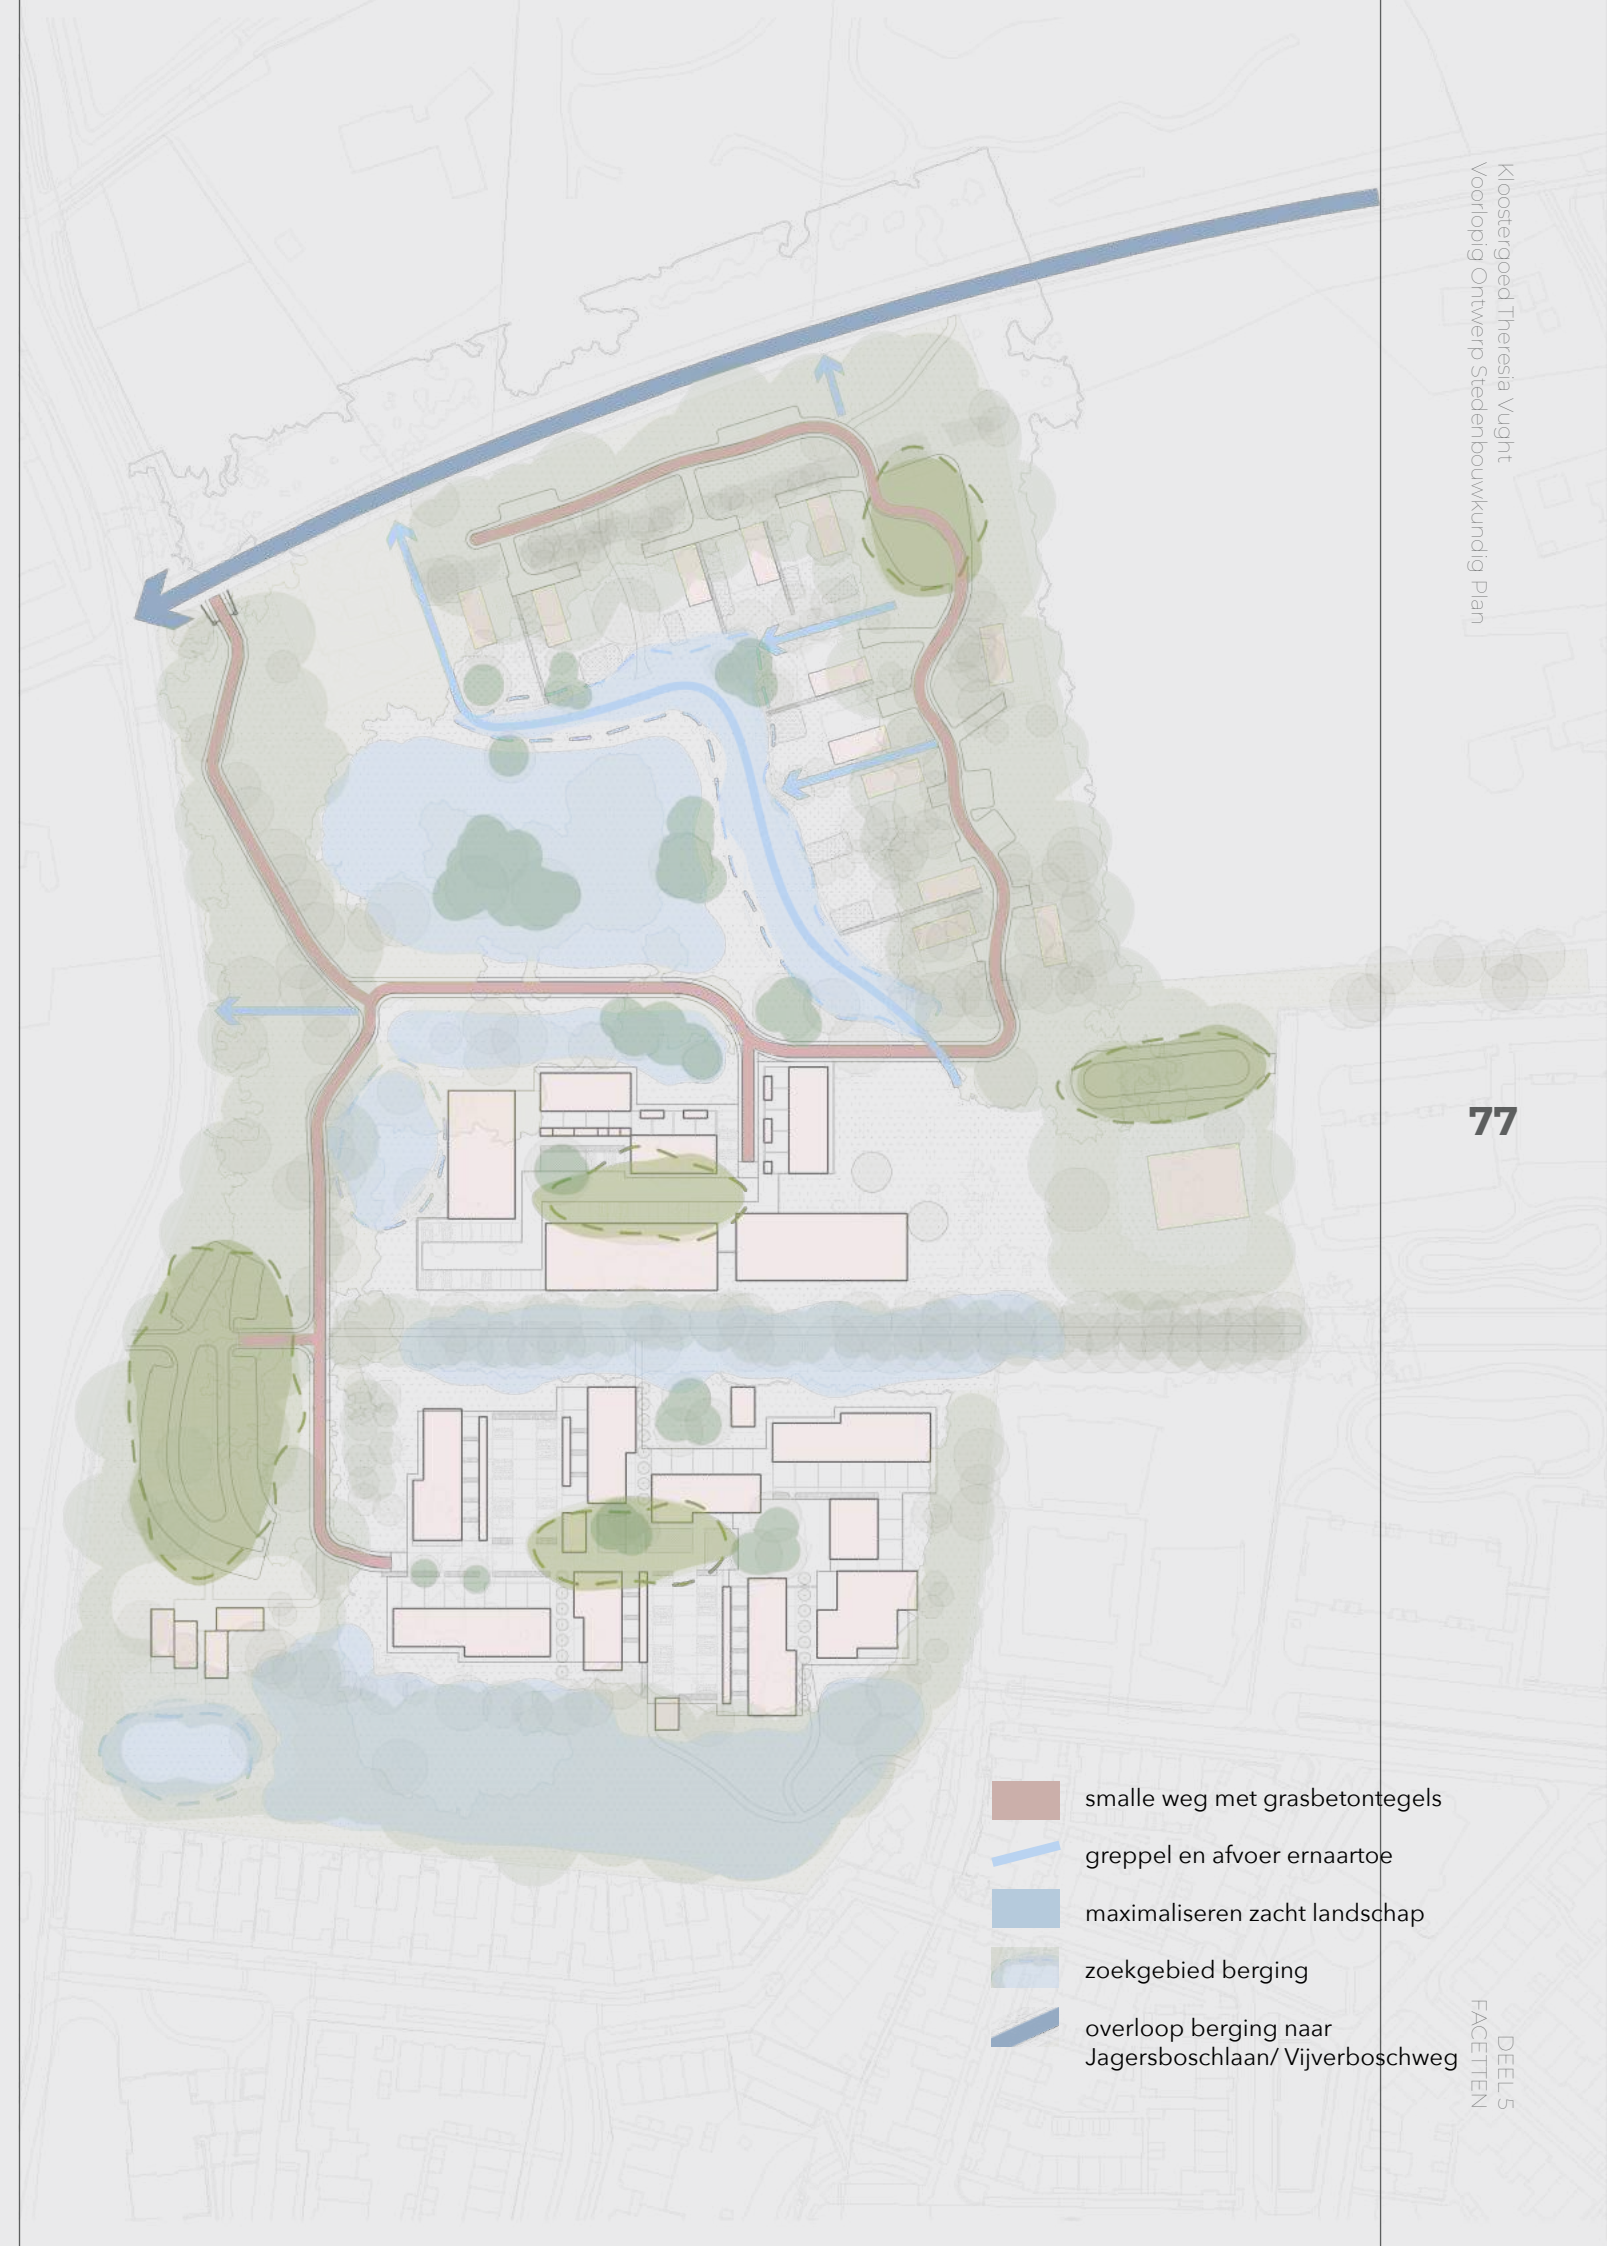 Kloostergoed Theresia Vught
Voorlopig Ontwerp Stedenbouwkundig Plan
77
smalle weg met grasbetontegels
greppel en afvoer ernaartoe
maximaliseren zacht landschap
zoekgebied berging
overloop berging naar
Jagersboschlaan/ Vijverboschweg
DEEL 5
FACETTEN